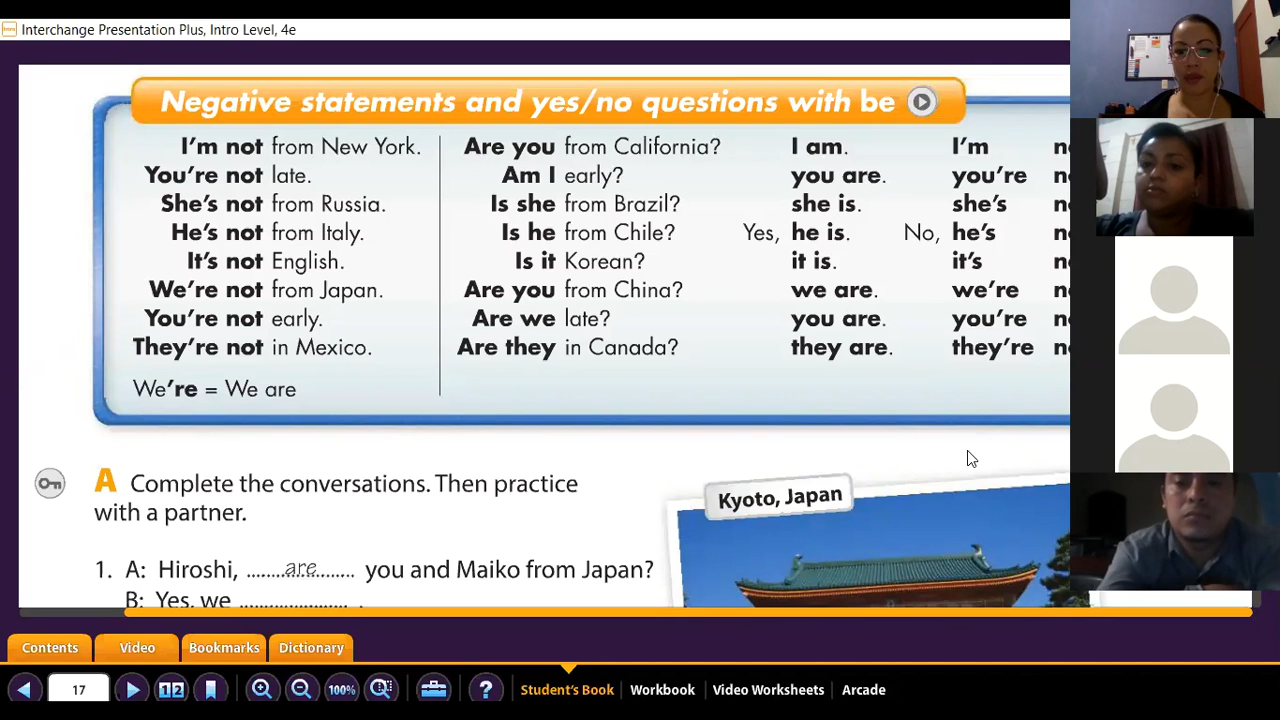 Interchange Presentation Plus, Intro Level, 4e
Negative statements and yes/no questions with be
I'm not from New York. Are you from California? I am. I'm
You're not late. Am I early? you are. you're
She's not from Russia. Is she from Brazil? she is. she's
He's not from Italy. Is he from Chile? Yes, he is. No, he's
It's not English. Is it Korean? it is. it's
We're not from Japan. Are you from China? we are. we're
You're not early. Are we late? you are. you're
They're not in Mexico. Are they in Canada? they are. they're
We're = We are
A Complete the conversations. Then practice
with a partner.
Kyoto, Japan
1. A: Hiroshi, ......are...... you and Maiko from Japan?
B: Yes, we ..................... .
Contents Video Bookmarks Dictionary
17 12 100% ? Student's Book Workbook Video Worksheets Arcade